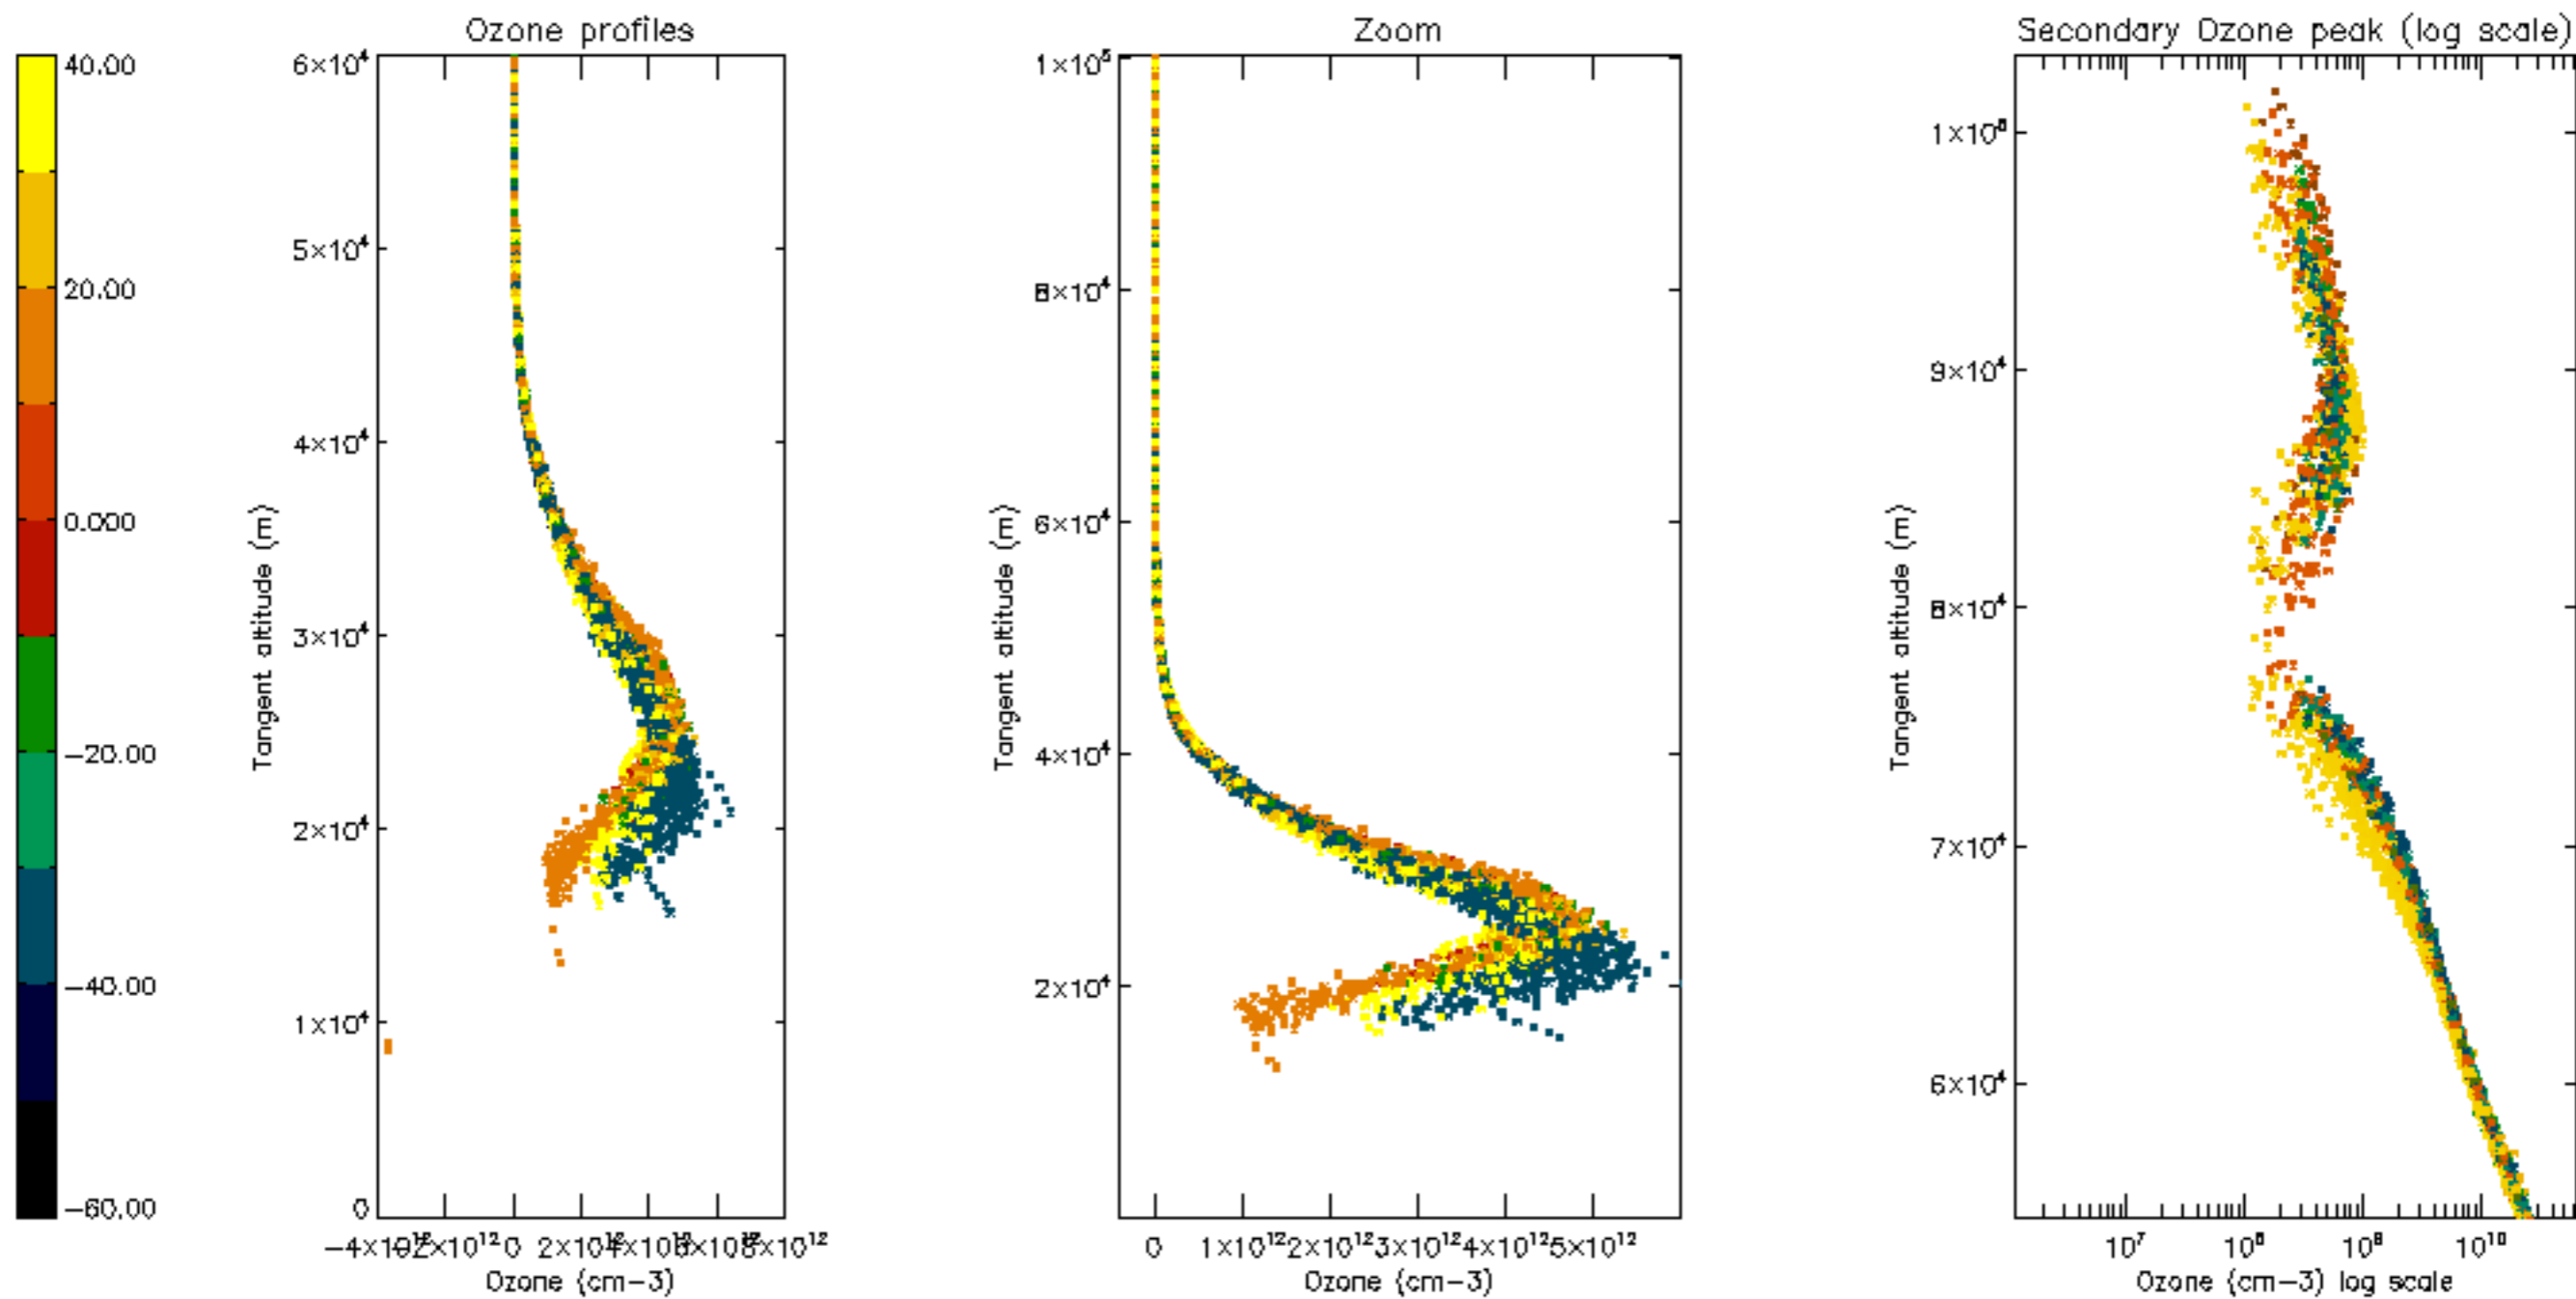 Ozone profiles
Zoom
Secondary Ozone peak (log scale)
40.00
20.00
0.000
−20.00
−40.00
−60.00
6×10⁴
5×10⁴
4×10⁴
3×10⁴
2×10⁴
1×10⁴
0
Tangent altitude (m)
0
Ozone (cm−3)
1×10⁵
8×10⁴
6×10⁴
4×10⁴
2×10⁴
Tangent altitude (m)
0 1×10¹² 2×10¹² 3×10¹² 4×10¹² 5×10¹²
Ozone (cm−3)
9×10⁴
8×10⁴
7×10⁴
6×10⁴
Tangent altitude (m)
10⁷ 10⁸ 10⁹ 10¹⁰
Ozone (cm−3) log scale